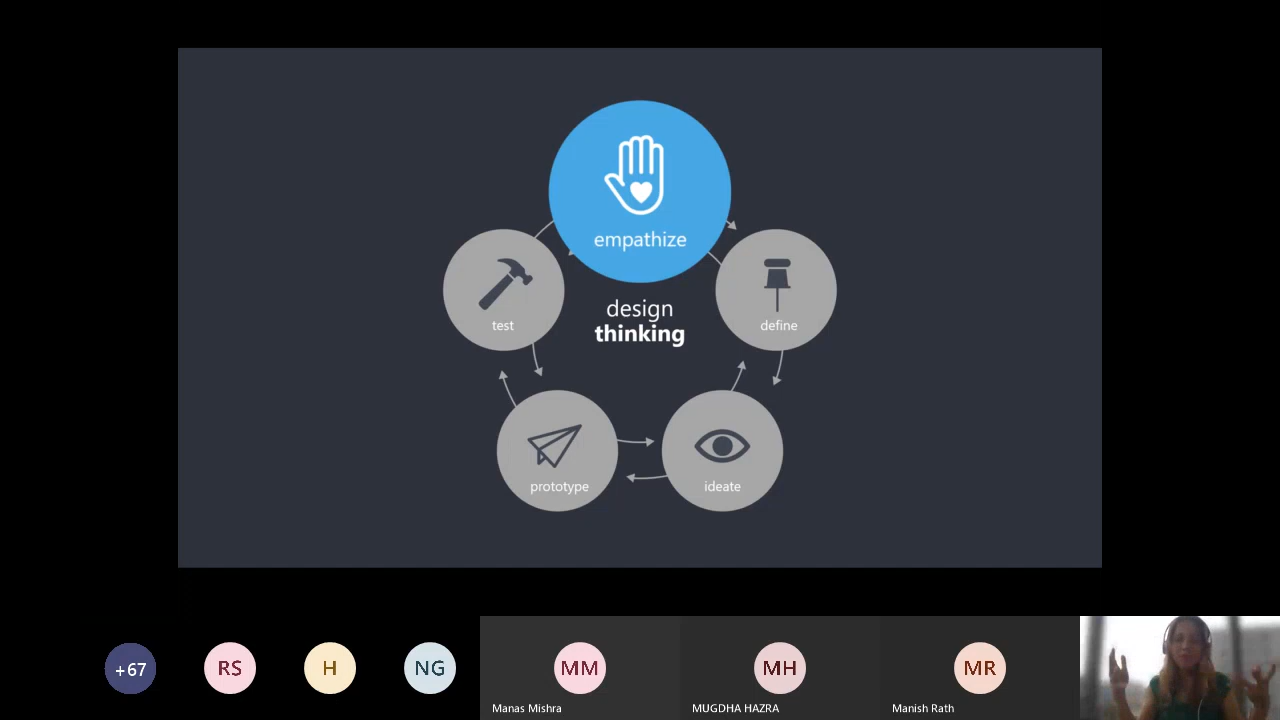 empathize
test
define
design
thinking
prototype
ideate
+67
RS
H
NG
MM
MH
MR
Manas Mishra
MUGDHA HAZRA
Manish Rath